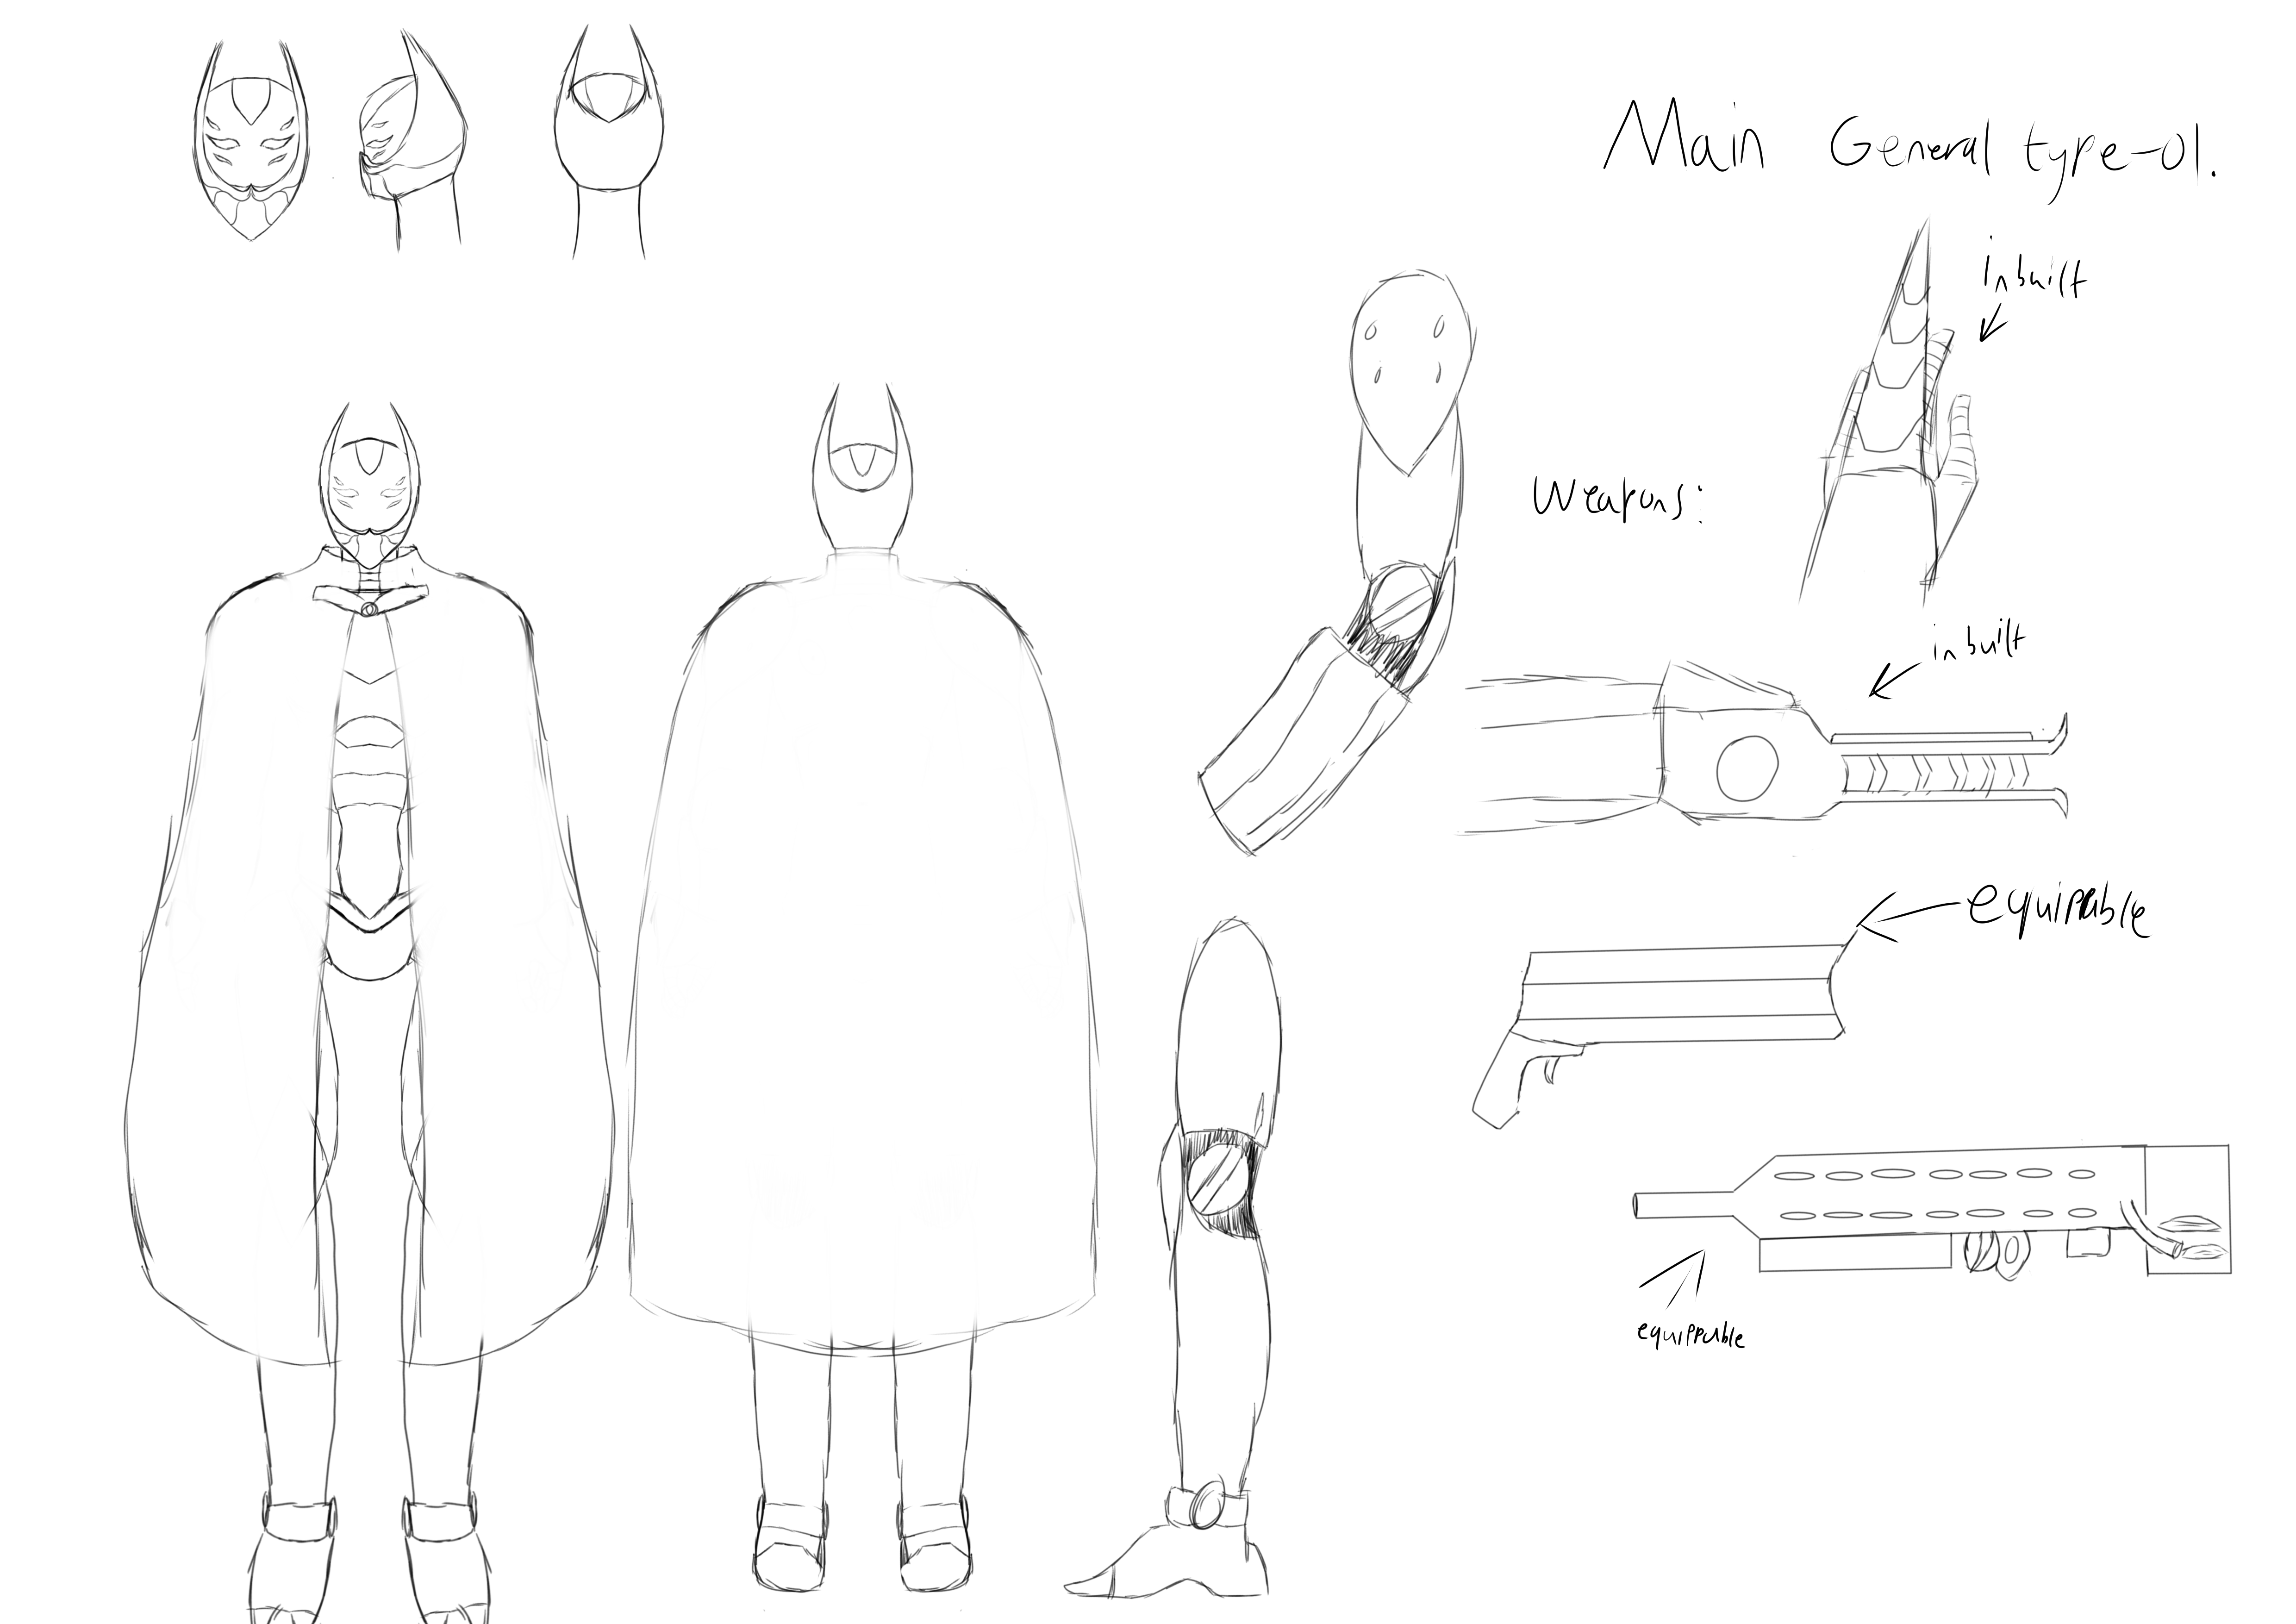 Main General type-01.
inbuilt
Weapons:
inbuilt
equippable
equippable